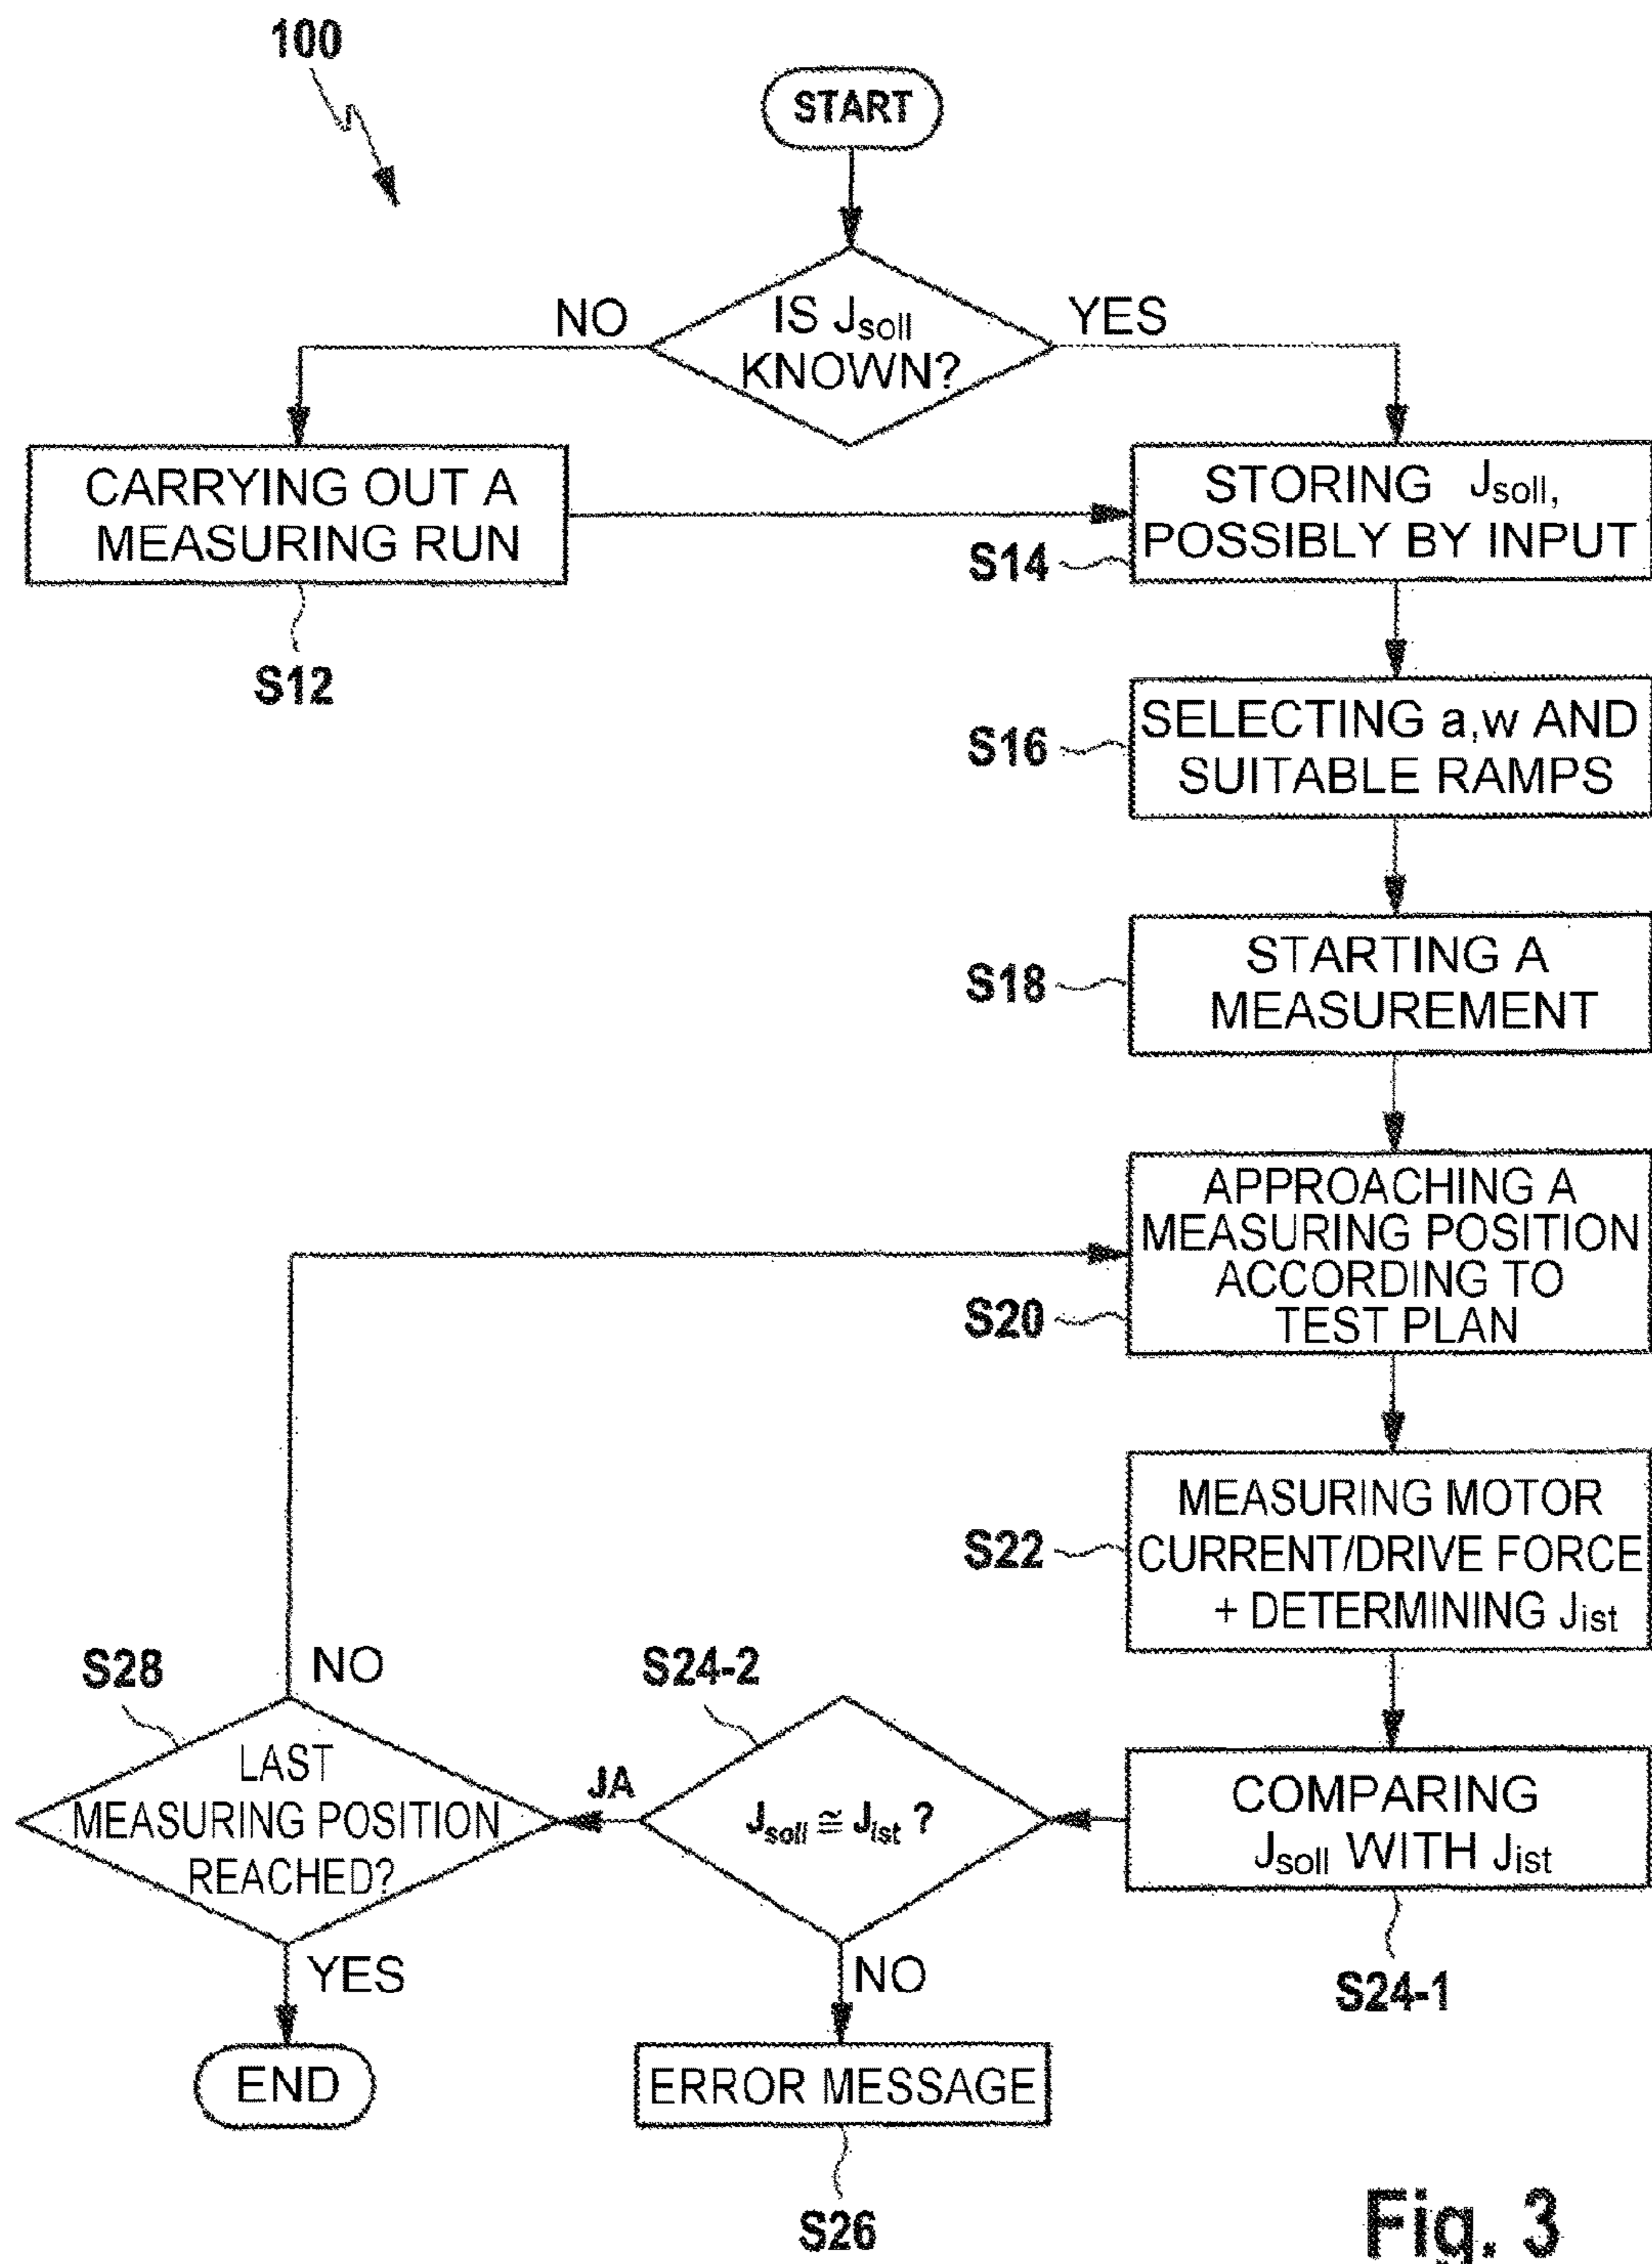 100
START
NO
IS Jsoll
KNOWN?
YES
CARRYING OUT A
MEASURING RUN
S12
STORING Jsoll,
POSSIBLY BY INPUT
S14
SELECTING a,w AND
SUITABLE RAMPS
S16
STARTING A
MEASUREMENT
S18
APPROACHING A
MEASURING POSITION
ACCORDING TO
TEST PLAN
S20
MEASURING MOTOR
CURRENT/DRIVE FORCE
+ DETERMINING Jist
S22
COMPARING
Jsoll WITH Jist
S24-1
S24-2
Jsoll ≅ Jist ?
JA
NO
ERROR MESSAGE
S26
S28
NO
LAST
MEASURING POSITION
REACHED?
YES
END
Fig. 3